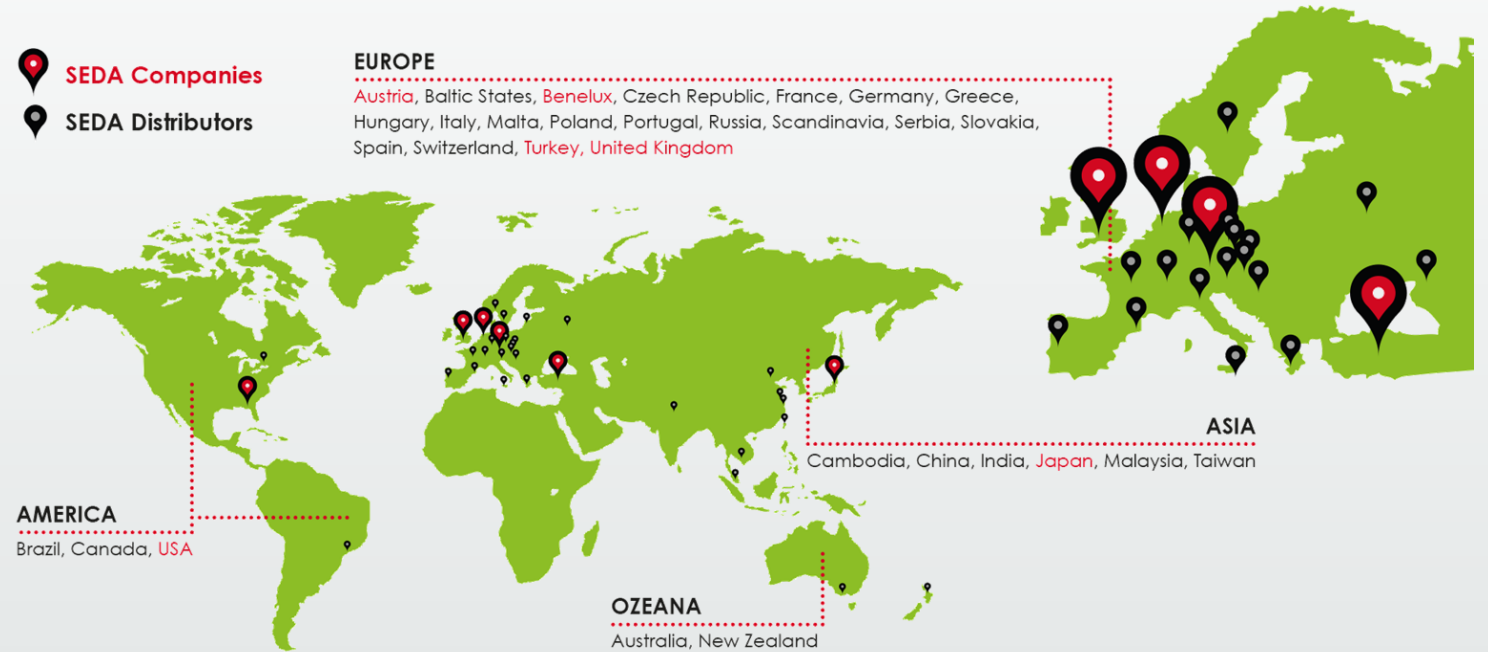 SEDA Companies
SEDA Distributors
EUROPE
Austria, Baltic States, Benelux, Czech Republic, France, Germany, Greece,
Hungary, Italy, Malta, Poland, Portugal, Russia, Scandinavia, Serbia, Slovakia,
Spain, Switzerland, Turkey, United Kingdom
ASIA
Cambodia, China, India, Japan, Malaysia, Taiwan
AMERICA
Brazil, Canada, USA
OZEANA
Australia, New Zealand